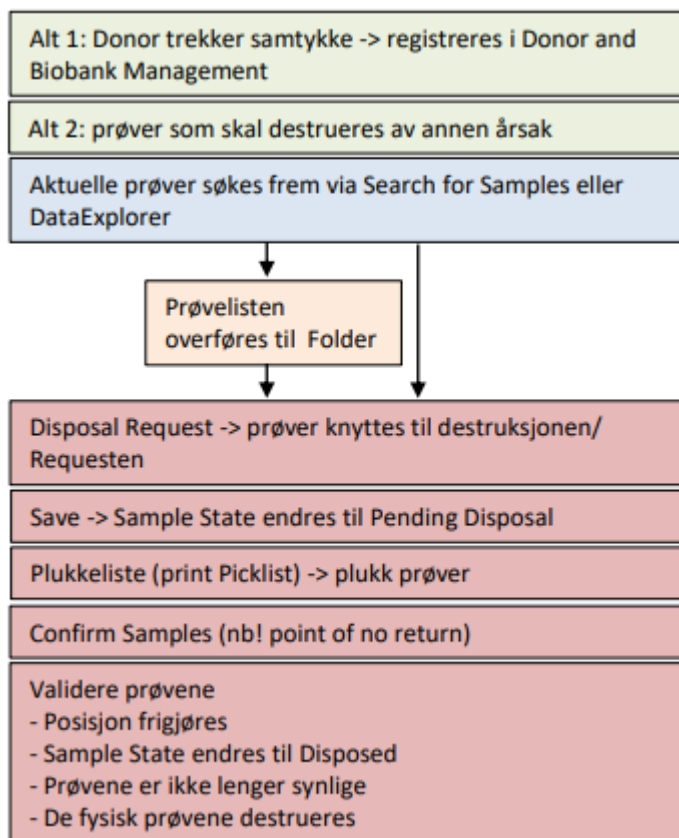 Alt 1: Donor trekker samtykke -> registreres i Donor and
Biobank Management
Alt 2: prøver som skal destrueres av annen årsak
Aktuelle prøver søkes frem via Search for Samples eller
DataExplorer
Prøvelisten
overføres til Folder
Disposal Request -> prøver knyttes til destruksjonen/
Requesten
Save -> Sample State endres til Pending Disposal
Plukkeliste (print Picklist) -> plukk prøver
Confirm Samples (nb! point of no return)
Validere prøvene
- Posisjon frigjøres
- Sample State endres til Disposed
- Prøvene er ikke lenger synlige
- De fysisk prøvene destrueres